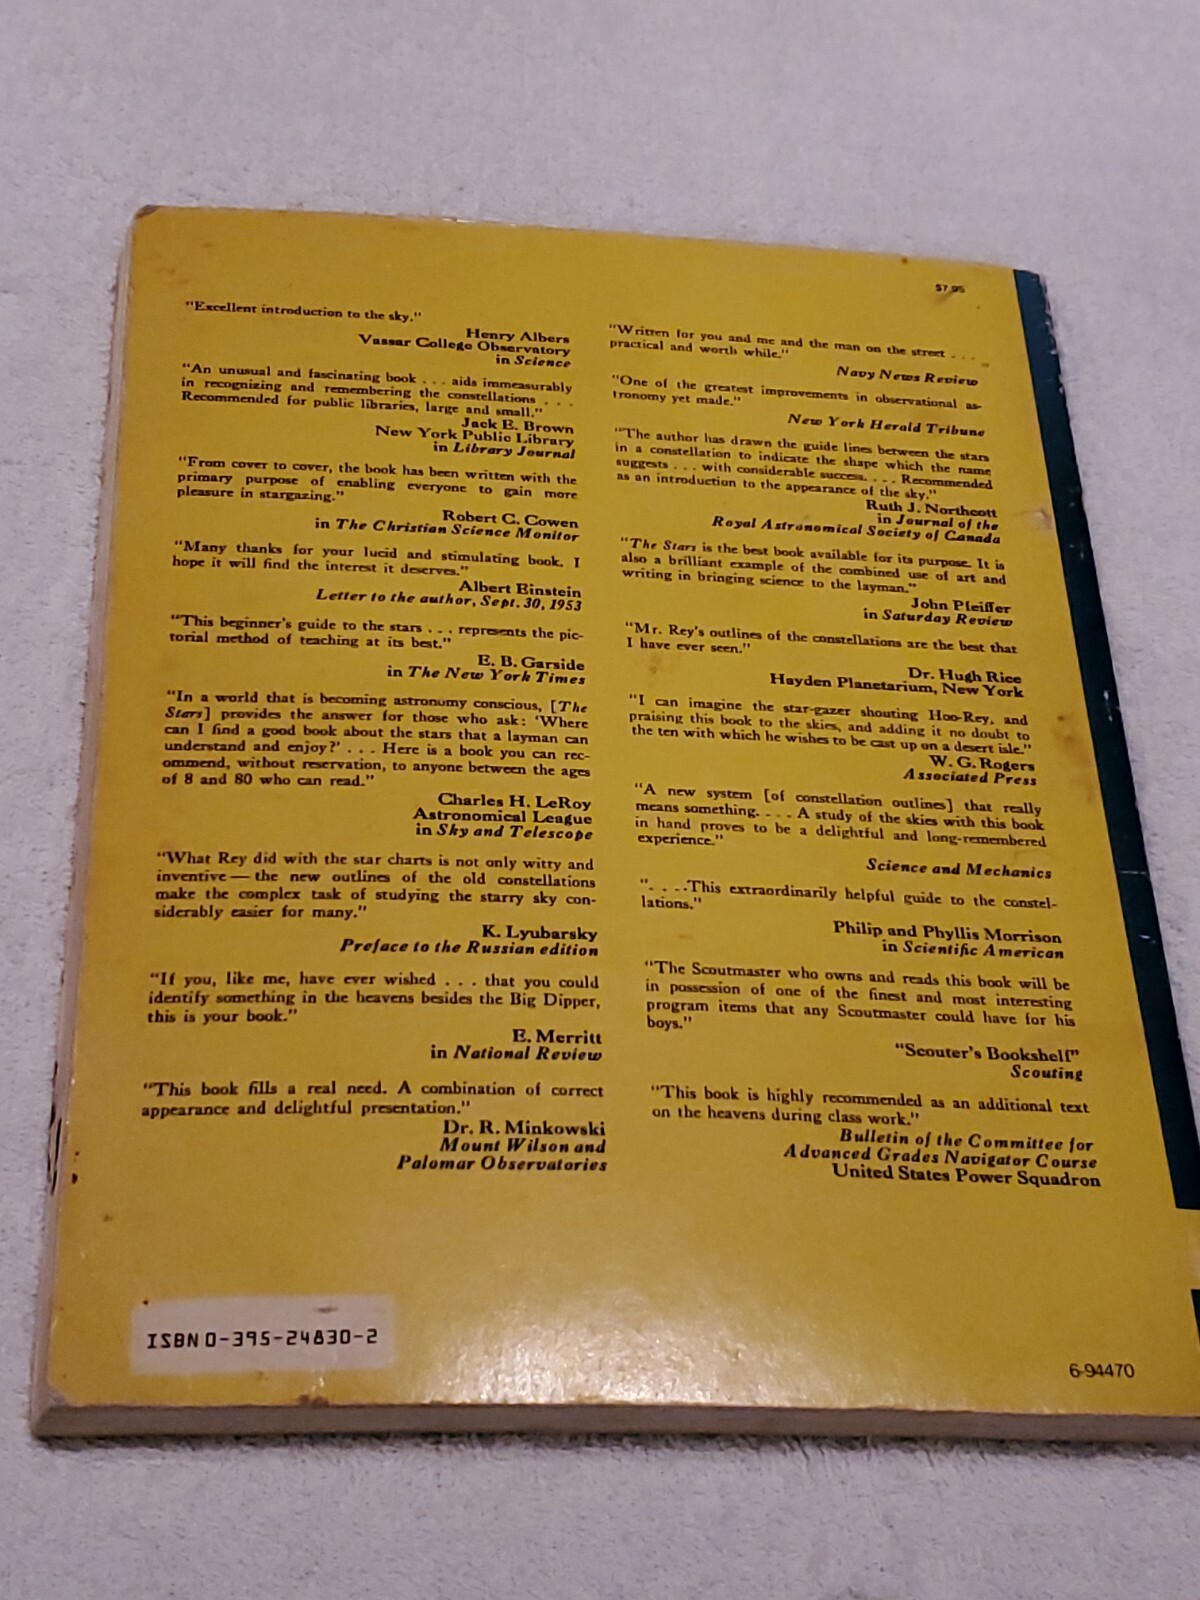 $7.95
"Excellent introduction to the sky."
Henry Albers
Vassar College Observatory
in Science
"An unusual and fascinating book . . . aids immeasurably
in recognizing and remembering the constellations . . .
Recommended for public libraries, large and small."
Jack E. Brown
New York Public Library
in Library Journal
"From cover to cover, the book has been written with the
primary purpose of enabling everyone to gain more
pleasure in stargazing."
Robert C. Cowen
in The Christian Science Monitor
"Many thanks for your lucid and stimulating book. I
hope it will find the interest it deserves."
Albert Einstein
Letter to the author, Sept. 30, 1953
"This beginner's guide to the stars . . . represents the pic-
torial method of teaching at its best."
E. B. Garside
in The New York Times
"In a world that is becoming astronomy conscious, [The
Stars] provides the answer for those who ask: 'Where
can I find a good book about the stars that a layman can
understand and enjoy?' . . . Here is a book you can rec-
ommend, without reservation, to anyone between the ages
of 8 and 80 who can read."
Charles H. LeRoy
Astronomical League
in Sky and Telescope
"What Rey did with the star charts is not only witty and
inventive — the new outlines of the old constellations
make the complex task of studying the starry sky con-
siderably easier for many."
K. Lyubarsky
Preface to the Russian edition
"If you, like me, have ever wished . . . that you could
identify something in the heavens besides the Big Dipper,
this is your book."
E. Merritt
in National Review
"This book fills a real need. A combination of correct
appearance and delightful presentation."
Dr. R. Minkowski
Mount Wilson and
Palomar Observatories
"Written for you and me and the man on the street . . . .
practical and worth while."
Navy News Review
"One of the greatest improvements in observational as-
tronomy yet made."
New York Herald Tribune
"The author has drawn the guide lines between the stars
in a constellation to indicate the shape which the name
suggests . . . with considerable success. . . . Recommended
as an introduction to the appearance of the sky."
Ruth J. Northcott
in Journal of the
Royal Astronomical Society of Canada
"The Stars is the best book available for its purpose. It is
also a brilliant example of the combined use of art and
writing in bringing science to the layman."
John Pfeiffer
in Saturday Review
"Mr. Rey's outlines of the constellations are the best that
I have ever seen."
Dr. Hugh Rice
Hayden Planetarium, New York
"I can imagine the star-gazer shouting Hoo-Rey, and
praising this book to the skies, and adding it no doubt to
the ten with which he wishes to be cast up on a desert isle."
W. G. Rogers
Associated Press
"A new system [of constellation outlines] that really
means something. . . . A study of the skies with this book
in hand proves to be a delightful and long-remembered
experience."
Science and Mechanics
". . . .This extraordinarily helpful guide to the constel-
lations."
Philip and Phyllis Morrison
in Scientific American
"The Scoutmaster who owns and reads this book will be
in possession of one of the finest and most interesting
program items that any Scoutmaster could have for his
boys."
"Scouter's Bookshelf"
Scouting
"This book is highly recommended as an additional text
on the heavens during class work."
Bulletin of the Committee for
Advanced Grades Navigator Course
United States Power Squadron
ISBN 0-395-24830-2
6-94470